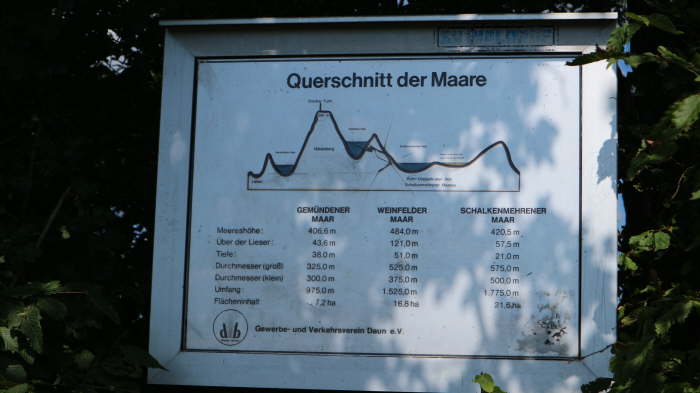 Querschnitt der Maare
GEMÜNDENER MAAR WEINFELDER MAAR SCHALKENMEHRENER MAAR
Meereshöhe: 406,6 m 484,0 m 420,5 m
Über der Lieser: 43,6 m 121,0 m 57,5 m
Tiefe: 38,0 m 51,0 m 21,0 m
Durchmesser (groß) 325,0 m 525,0 m 575,0 m
Durchmesser (klein) 300,0 m 375,0 m 500,0 m
Umfang 975,0 m 1.525,0 m 1.775,0 m
Flächeninhalt 7,2 ha 16,8 ha 21,6 ha
Gewerbe- und Verkehrsverein Daun e.V.